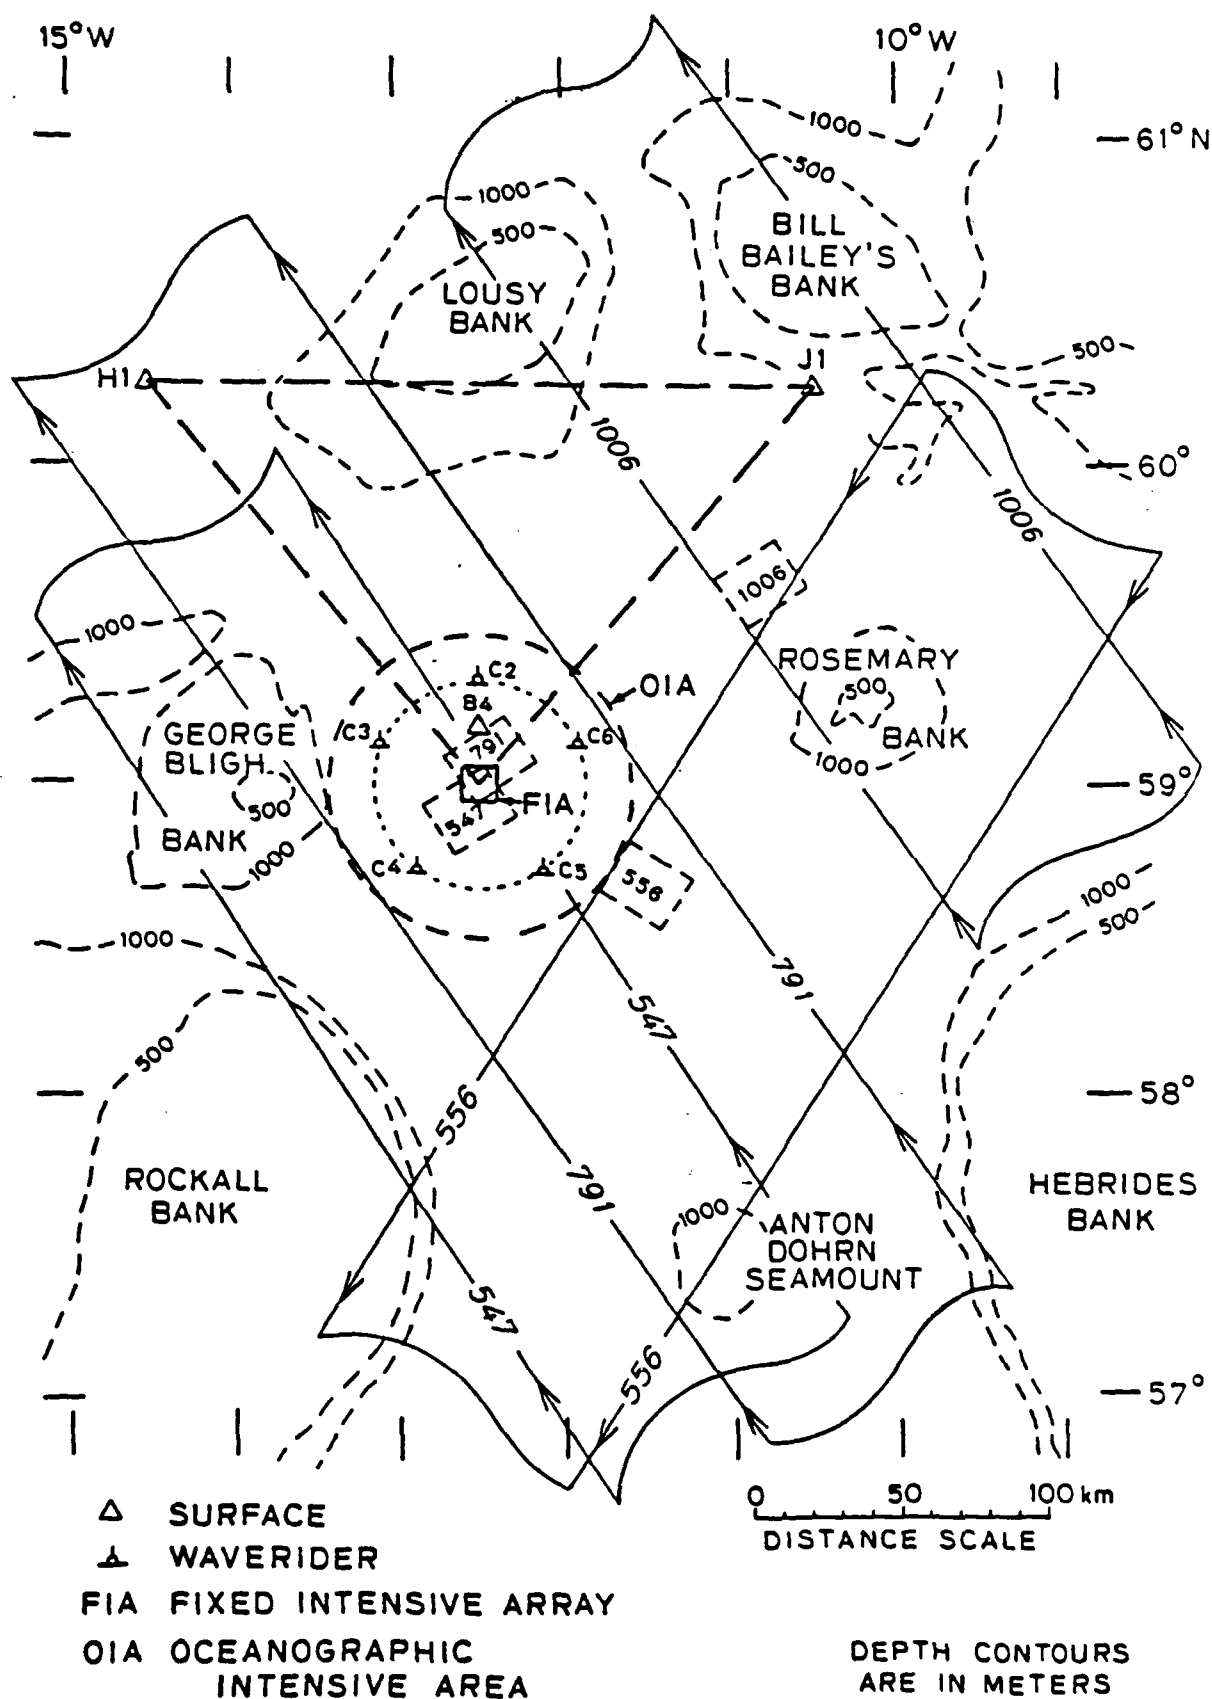 15°W
10°W
61°N
1000
500
BILL
BAILEY'S
BANK
1000
500
LOUSY
BANK
500
H1
J1
1006
60°
1006
1006
1000
ROSEMARY
500
BANK
1000
C2
OIA
B4
C3
791
C6
GEORGE
BLIGH
500
BANK
1000
59°
FIA
547
C4
C5
556
1000
500
1000
791
547
500
58°
556
ROCKALL
BANK
791
HEBRIDES
BANK
1000
ANTON
DOHRN
SEAMOUNT
547
556
57°
0 50 100 km
DISTANCE SCALE
SURFACE
WAVERIDER
FIA FIXED INTENSIVE ARRAY
OIA OCEANOGRAPHIC
INTENSIVE AREA
DEPTH CONTOURS
ARE IN METERS